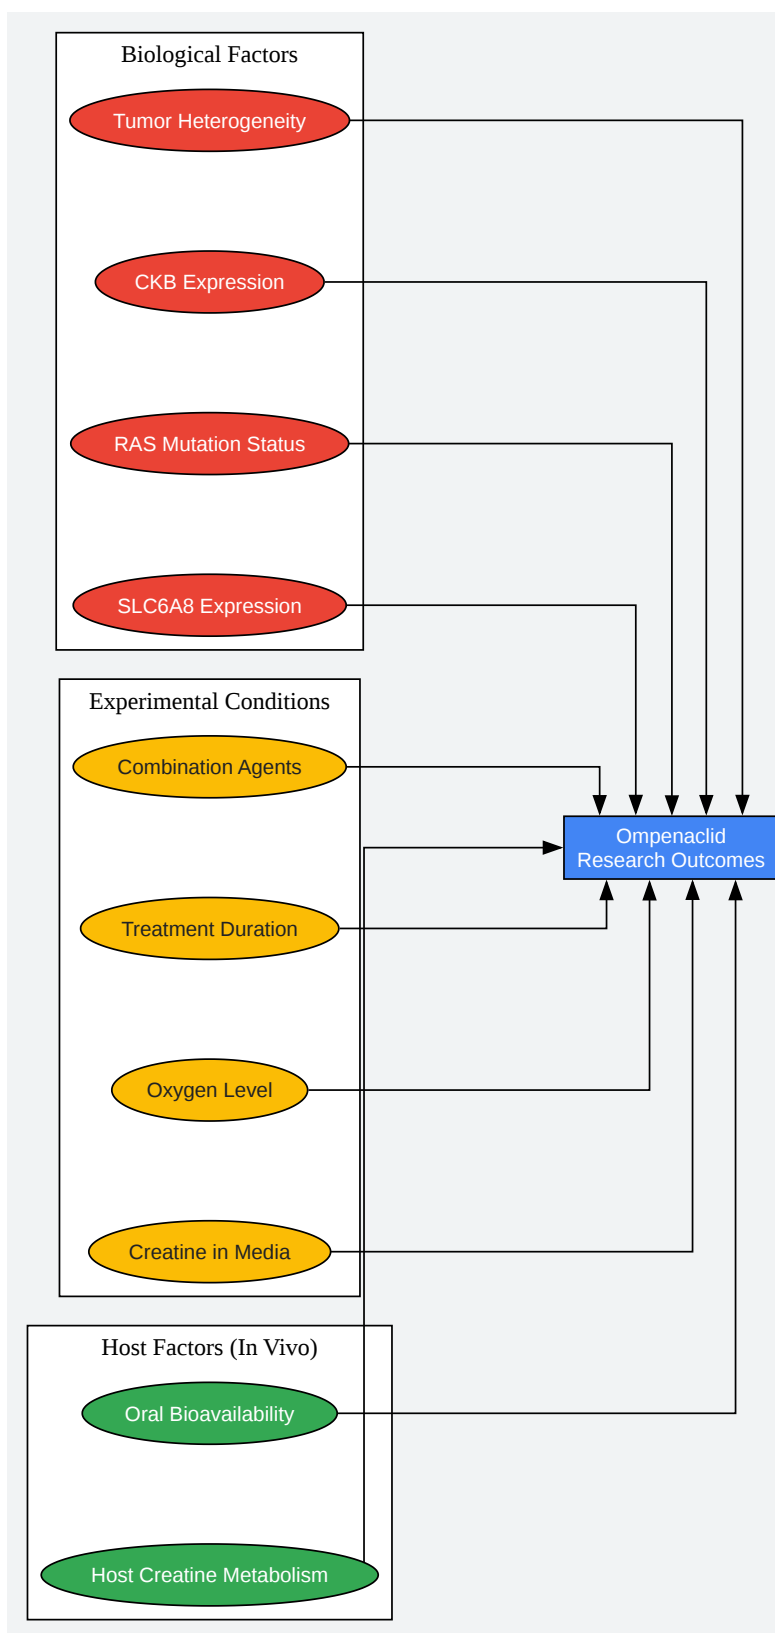 Biological Factors
Tumor Heterogeneity
CKB Expression
RAS Mutation Status
SLC6A8 Expression
Experimental Conditions
Combination Agents
Ompenaclid
Research Outcomes
Treatment Duration
Oxygen Level
Creatine in Media
Host Factors (In Vivo)
Oral Bioavailability
Host Creatine Metabolism